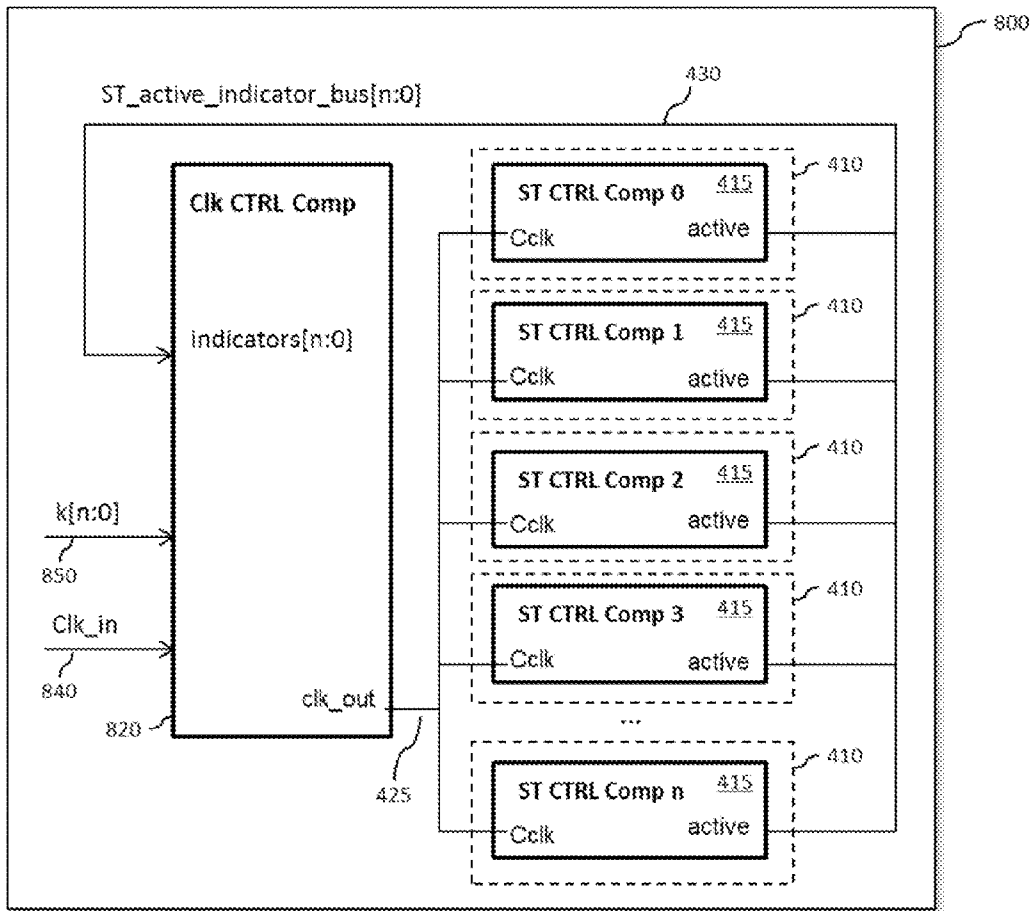 800
ST_active_indicator_bus[n:0]
430
Clk CTRL Comp
indicators[n:0]
k[n:0]
850
Clk_in
840
820
clk_out
425
ST CTRL Comp 0
415
Cclk
active
410
ST CTRL Comp 1
415
Cclk
active
410
ST CTRL Comp 2
415
Cclk
active
410
ST CTRL Comp 3
415
Cclk
active
410
...
ST CTRL Comp n
415
Cclk
active
410